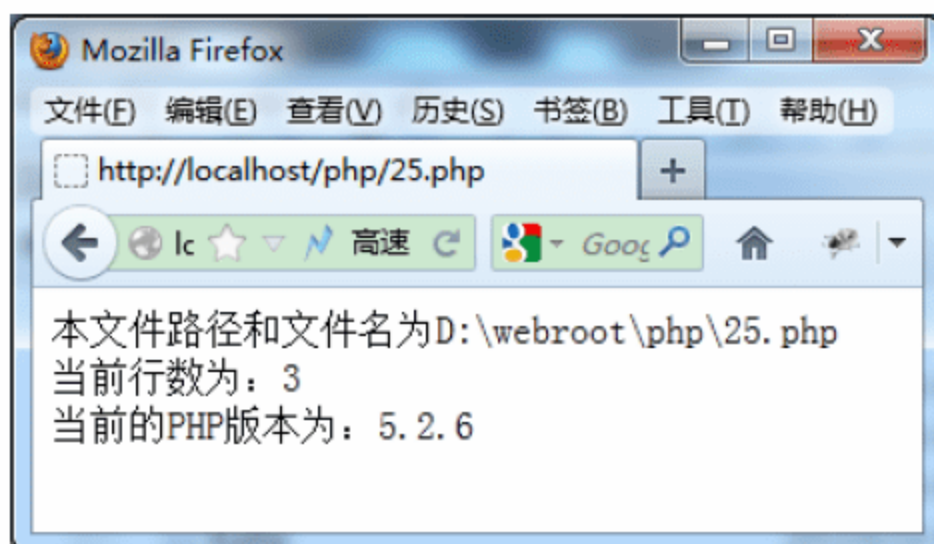 Mozilla Firefox
文件(F) 编辑(E) 查看(V) 历史(S) 书签(B) 工具(T) 帮助(H)
http://localhost/php/25.php
lc 高速 Goog
本文件路径和文件名为D:\webroot\php\25.php
当前行数为：3
当前的PHP版本为：5.2.6